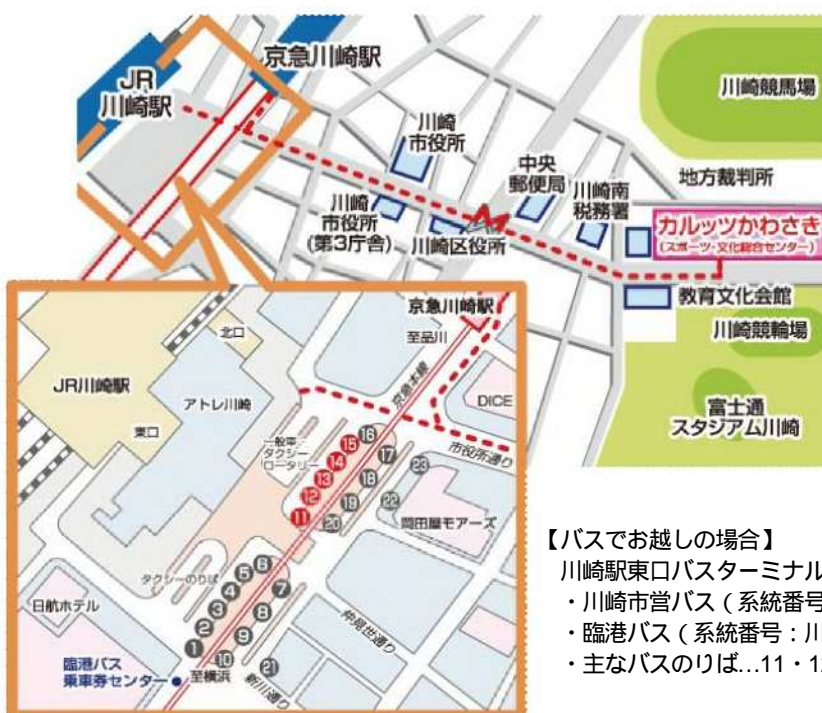 京急川崎駅
JR
川崎駅
川崎競馬場
川崎
市役所
中央
郵便局
地方裁判所
川崎南
税務署
川崎
市役所
(第3庁舎)
川崎区役所
カルッツかわさき
(スポーツ・文化総合センター)
教育文化会館
川崎競輪場
富士通
スタジアム川崎
京急川崎駅
北口
至品川
京急本線
JR川崎駅
アトレ川崎
DICE
東口
一般車
タクシー
ロータリー
市役所通り
16
15
17
14
23
13
18
12
19
22
11
20
岡田屋モアーズ
タクシーのりば
6
5
7
4
日航ホテル
3
8
仲見世通り
2
9
1
10
21
臨港バス
乗車券センター
至横浜
新川通り
【バスでお越しの場合】
川崎駅東口バスターミナル
・川崎市営バス（系統番号
・臨港バス（系統番号：川
・主なバスのりば…11・1